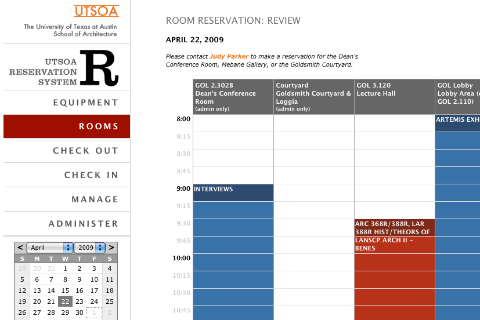 UTSOA
The University of Texas at Austin
School of Architecture
UTSOA
RESERVATION
SYSTEM
R
EQUIPMENT
ROOMS
CHECK OUT
CHECK IN
MANAGE
ADMINISTER
< April 2009 >
S M T W T F S
29 30 31 1 2 3 4
5 6 7 8 9 10 11
12 13 14 15 16 17 18
19 20 21 22 23 24 25
26 27 28 29 30 1 2
ROOM RESERVATION: REVIEW
APRIL 22, 2009
Please contact Judy Parker to make a reservation for the Dean's
Conference Room, Mebane Gallery, or the Goldsmith Courtyard.
GOL 2.302B
Dean's Conference
Room
(admin only)
Courtyard
Goldsmith Courtyard &
Loggia
(admin only)
GOL 3.120
Lecture Hall
GOL Lobby
Lobby Area (
GOL 2.110)
8:00
ARTEMIS EXH
8:15
8:30
8:45
9:00
INTERVIEWS
9:15
9:30
ARC 368R/388R, LAR
388R HIST/THEORS OF
LANSCP ARCH II -
BENES
9:45
10:00
10:15
10:30
10:45